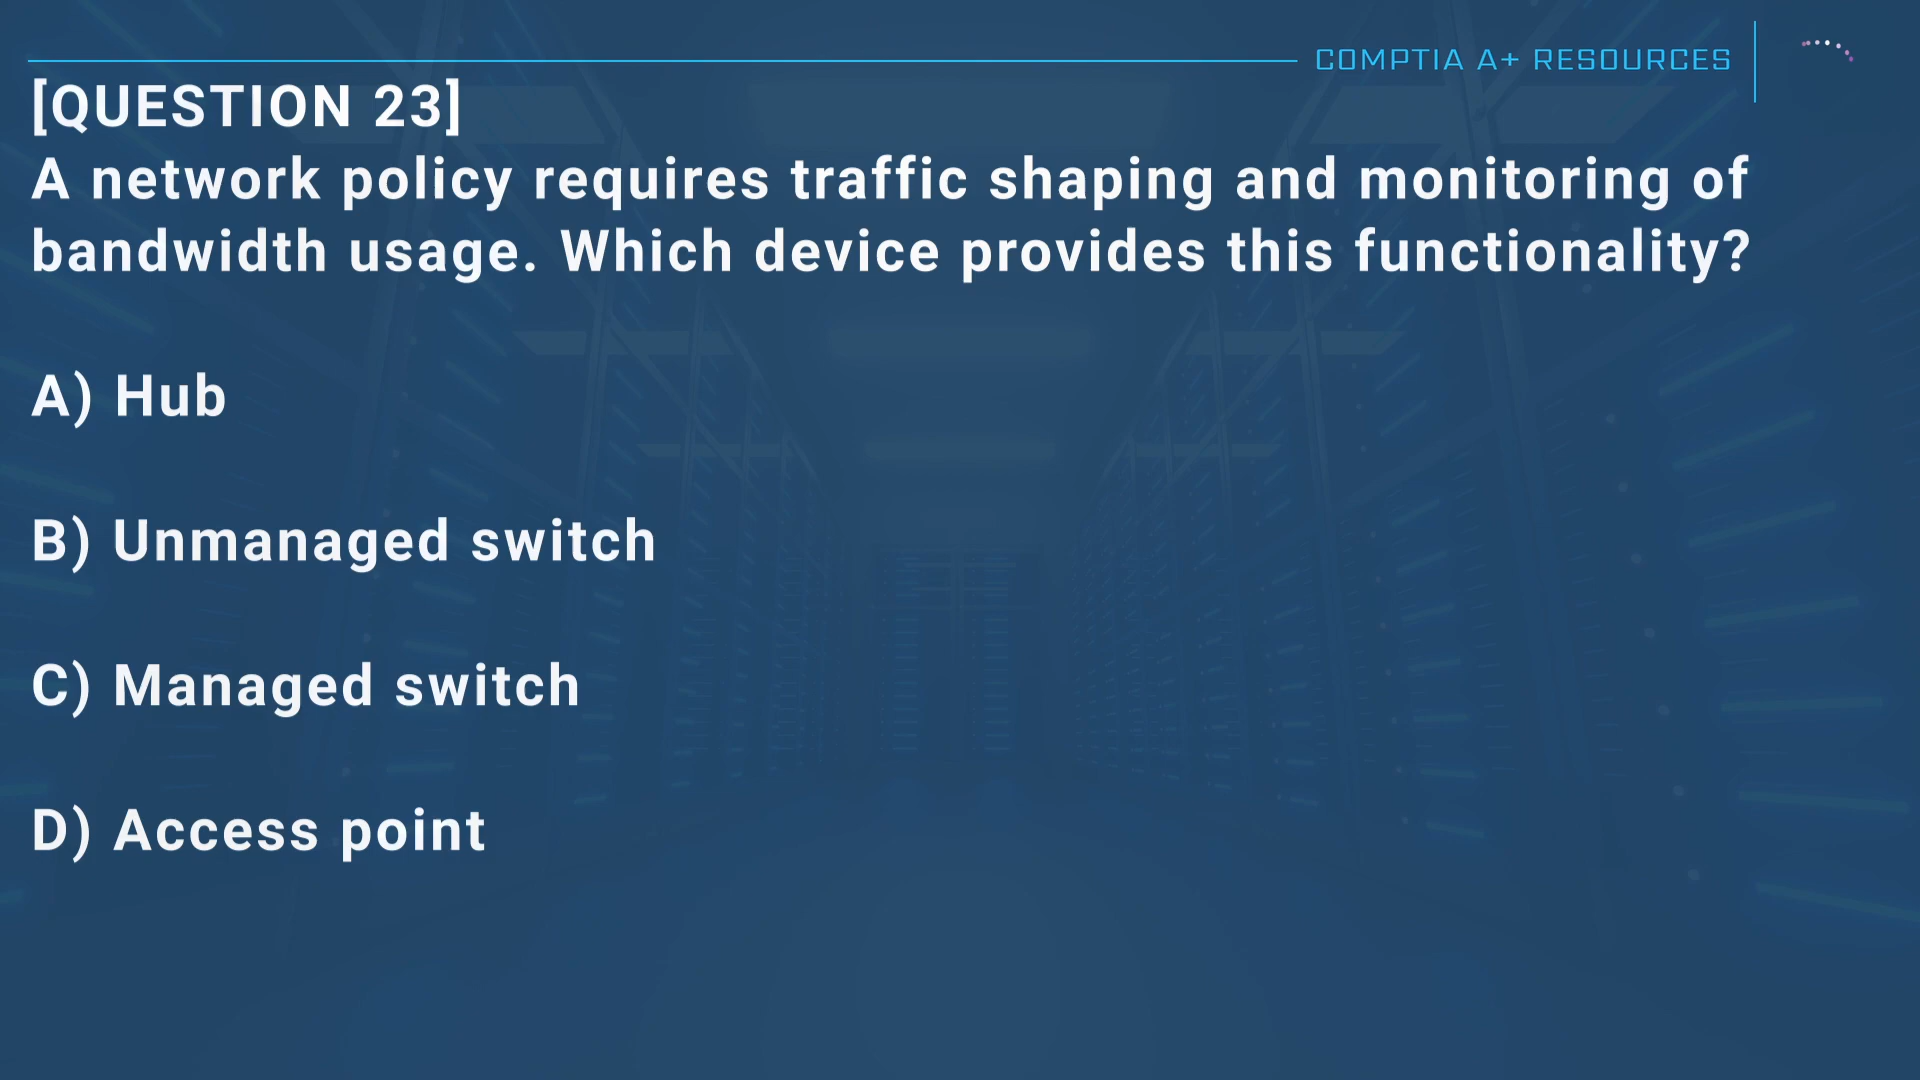 COMPTIA A+ RESOURCES
[QUESTION 23]
A network policy requires traffic shaping and monitoring of
bandwidth usage. Which device provides this functionality?
A) Hub
B) Unmanaged switch
C) Managed switch
D) Access point